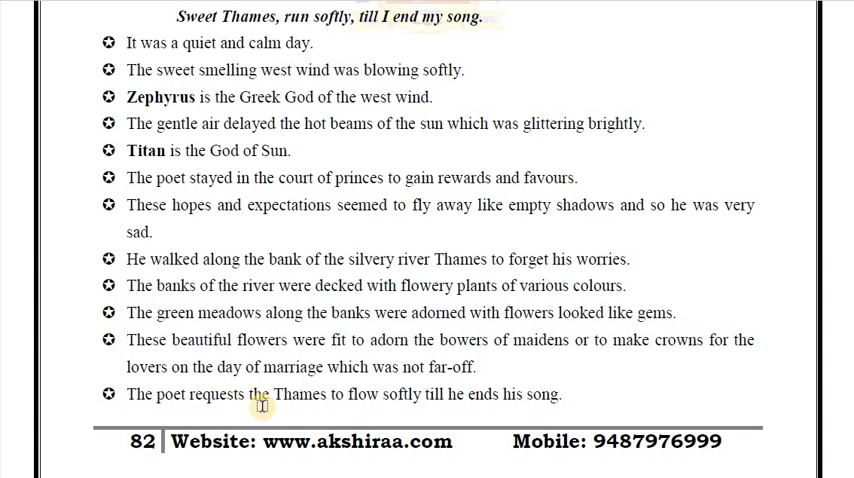 Sweet Thames, run softly, till I end my song.
✪ It was a quiet and calm day.
✪ The sweet smelling west wind was blowing softly.
✪ Zephyrus is the Greek God of the west wind.
✪ The gentle air delayed the hot beams of the sun which was glittering brightly.
✪ Titan is the God of Sun.
✪ The poet stayed in the court of princes to gain rewards and favours.
✪ These hopes and expectations seemed to fly away like empty shadows and so he was very
sad.
✪ He walked along the bank of the silvery river Thames to forget his worries.
✪ The banks of the river were decked with flowery plants of various colours.
✪ The green meadows along the banks were adorned with flowers looked like gems.
✪ These beautiful flowers were fit to adorn the bowers of maidens or to make crowns for the
lovers on the day of marriage which was not far-off.
✪ The poet requests the Thames to flow softly till he ends his song.
82 Website: www.akshiraa.com Mobile: 9487976999